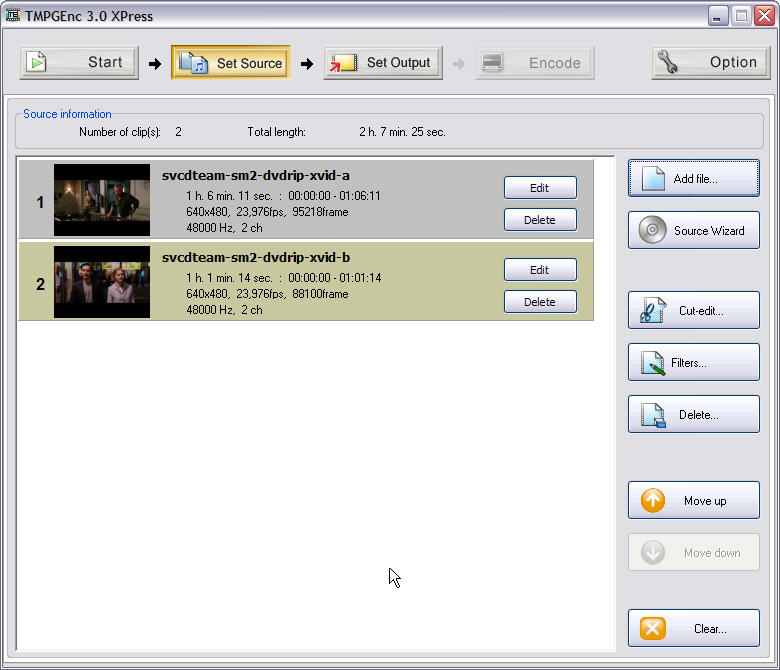 TMPGEnc 3.0 XPress
Start Set Source Set Output Encode Option
Source information
Number of clip(s): 2 Total length: 2 h. 7 min. 25 sec.
1
svcdteam-sm2-dvdrip-xvid-a
1 h. 6 min. 11 sec. : 00:00:00 - 01:06:11
640x480, 23,976fps, 95218frame
48000 Hz, 2 ch
Edit
Delete
2
svcdteam-sm2-dvdrip-xvid-b
1 h. 1 min. 14 sec. : 00:00:00 - 01:01:14
640x480, 23,976fps, 88100frame
48000 Hz, 2 ch
Edit
Delete
Add file...
Source Wizard
Cut-edit...
Filters...
Delete...
Move up
Move down
Clear...